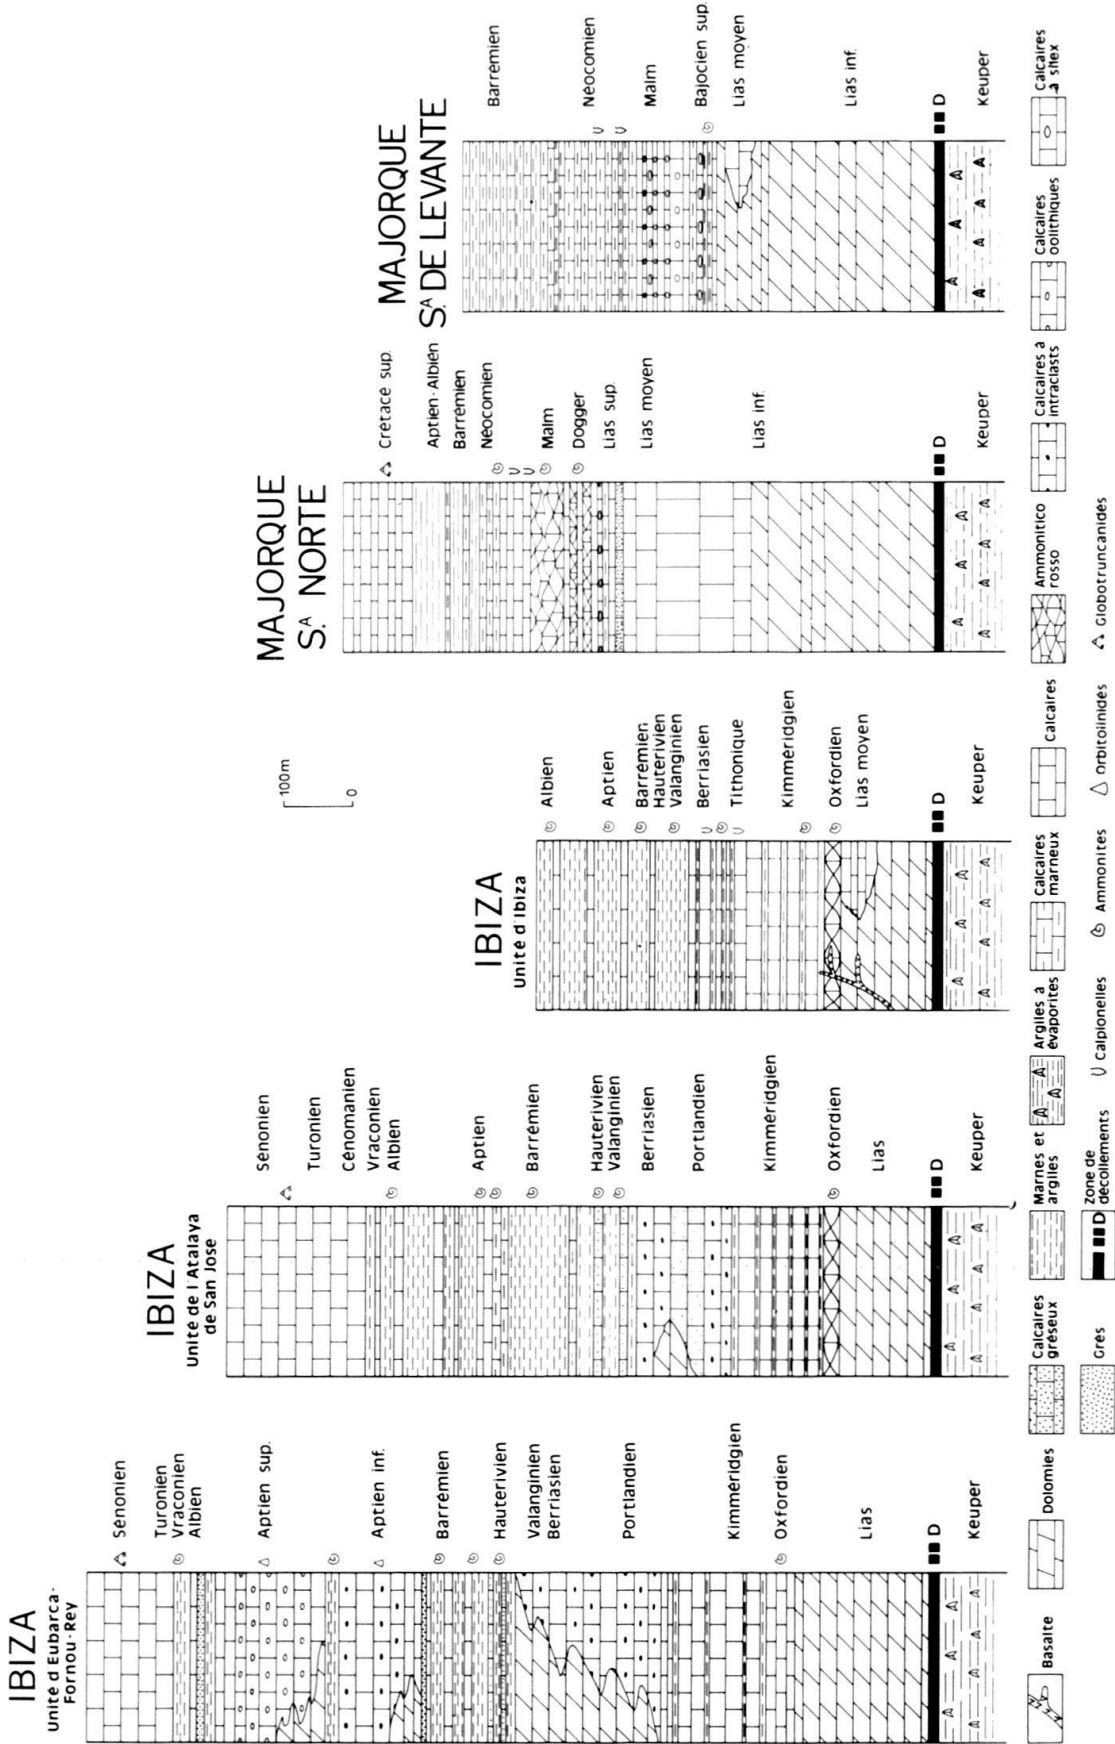 IBIZA
Unité d'Eubarca-
Fornou-Rey
Sénonien
Turonien
Vraconien
Albien
Aptien sup.
Aptien inf.
Barrémien
Hauterivien
Valanginien
Berriasien
Portlandien
Kimméridgien
Oxfordien
Lias
D
Keuper
IBIZA
Unité de l'Atalaya
de San Jose
Sénonien
Turonien
Cénomanien
Vraconien
Albien
Aptien
Barrémien
Hauterivien
Valanginien
Berriasien
Portlandien
Kimméridgien
Oxfordien
Lias
D
Keuper
IBIZA
Unité d'Ibiza
Albien
Aptien
Barrémien
Hauterivien
Valanginien
Berriasien
Tithonique
Kimméridgien
Oxfordien
Lias moyen
D
Keuper
100m
0
MAJORQUE
SA NORTE
Crétacé sup.
Aptien-Albien
Barrémien
Néocomien
Malm
Dogger
Lias sup.
Lias moyen
Lias inf.
D
Keuper
MAJORQUE
SA DE LEVANTE
Barrémien
Néocomien
Malm
Bajocien sup.
Lias moyen
Lias inf.
D
Keuper
Basalte
Dolomies
Calcaires
gréseux
Marnes et
argiles
Argiles à
évaporites
Calcaires
marneux
Calcaires
Ammonitico
rosso
Calcaires à
intraclasts
Calcaires
oolithiques
Calcaires
à silex
Grès
D
Zone de
décollements
Calpionelles
Ammonites
Orbitolinidés
Globotruncanidés